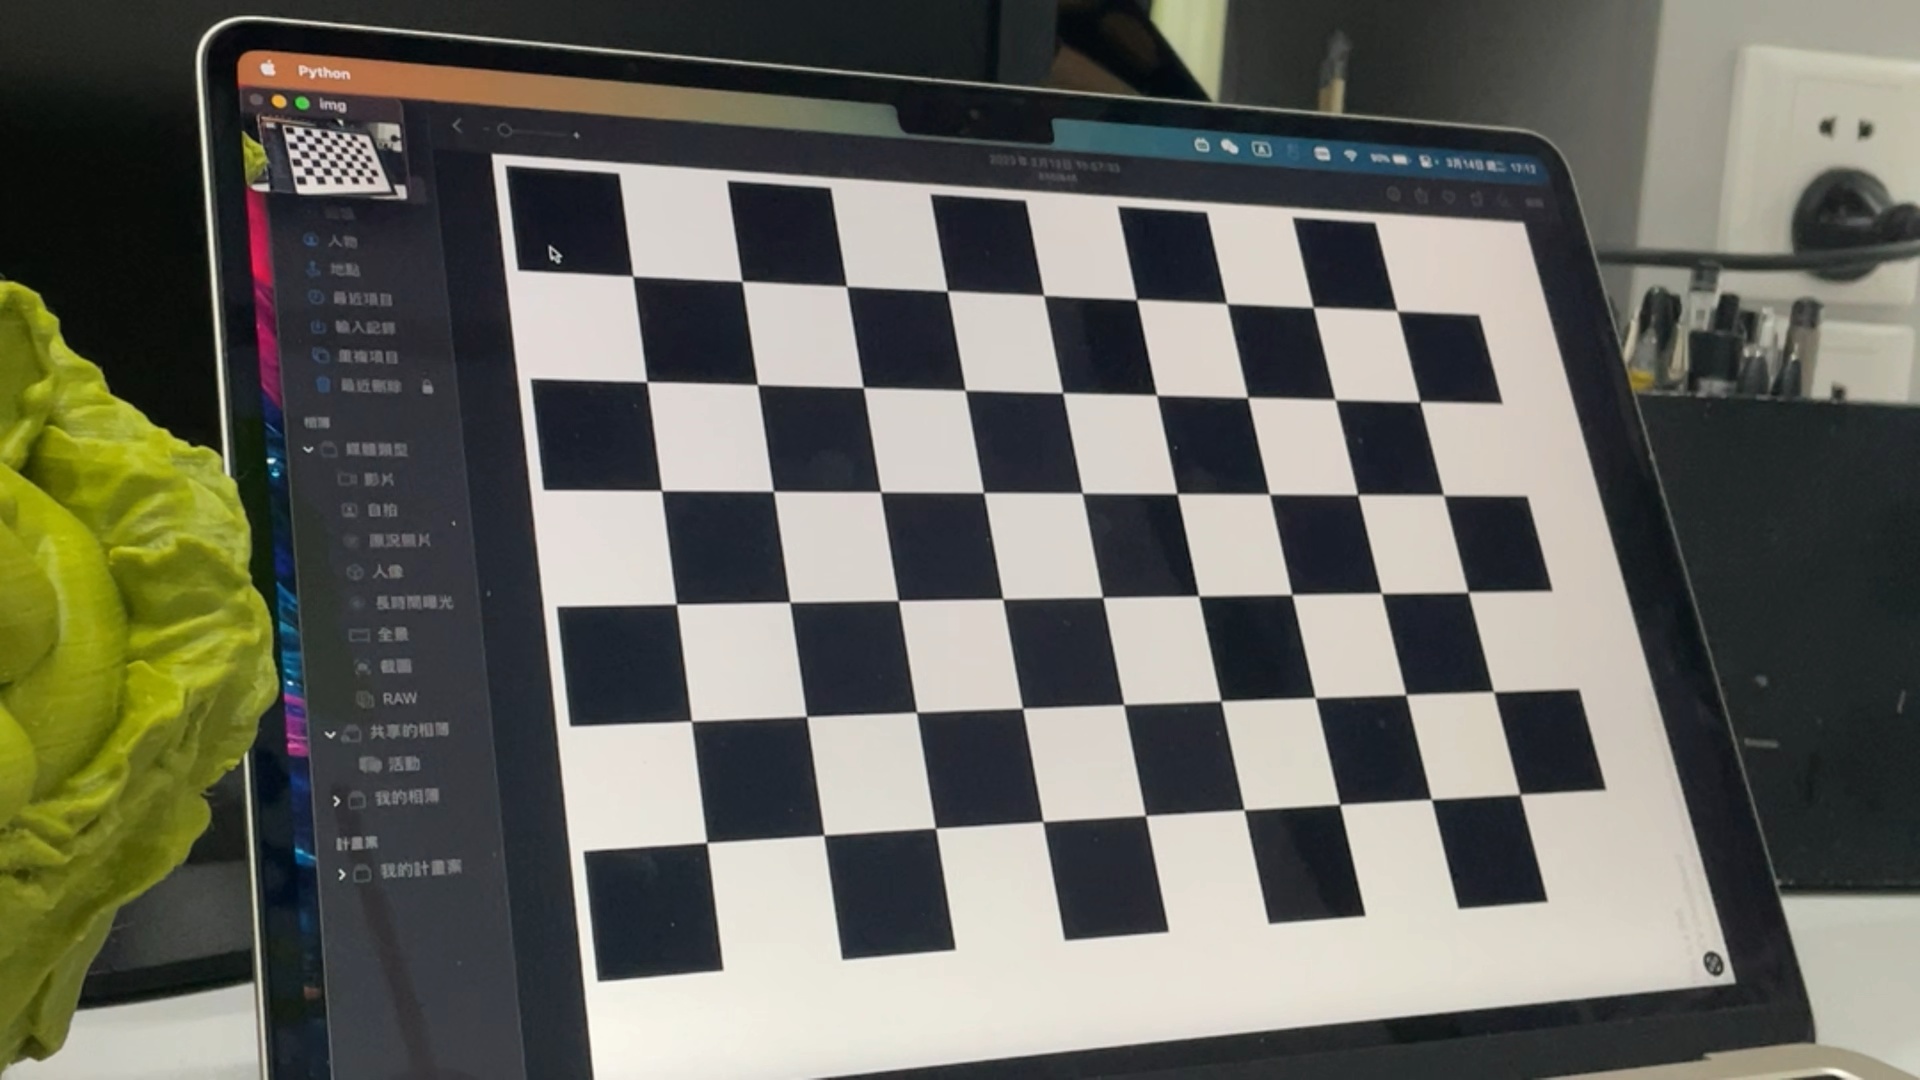 Python
img
3月14日 週二 17:12
人物
地點
最近項目
輸入記錄
重複項目
最近刪除
相簿
媒體類型
影片
自拍
原況照片
人像
長時間曝光
全景
截圖
RAW
共享的相簿
活動
我的相簿
計畫案
我的計畫案